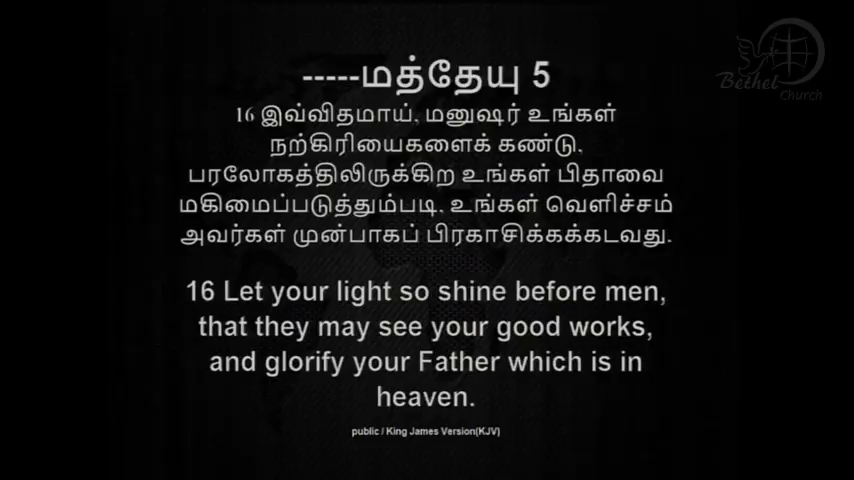 Bethel
Church
-----மத்தேயு 5
16 இவ்விதமாய், மனுஷர் உங்கள்
நற்கிரியைகளைக் கண்டு,
பரலோகத்திலிருக்கிற உங்கள் பிதாவை
மகிமைப்படுத்தும்படி, உங்கள் வெளிச்சம்
அவர்கள் முன்பாகப் பிரகாசிக்கக்கடவது.
16 Let your light so shine before men,
that they may see your good works,
and glorify your Father which is in
heaven.
public / King James Version(KJV)